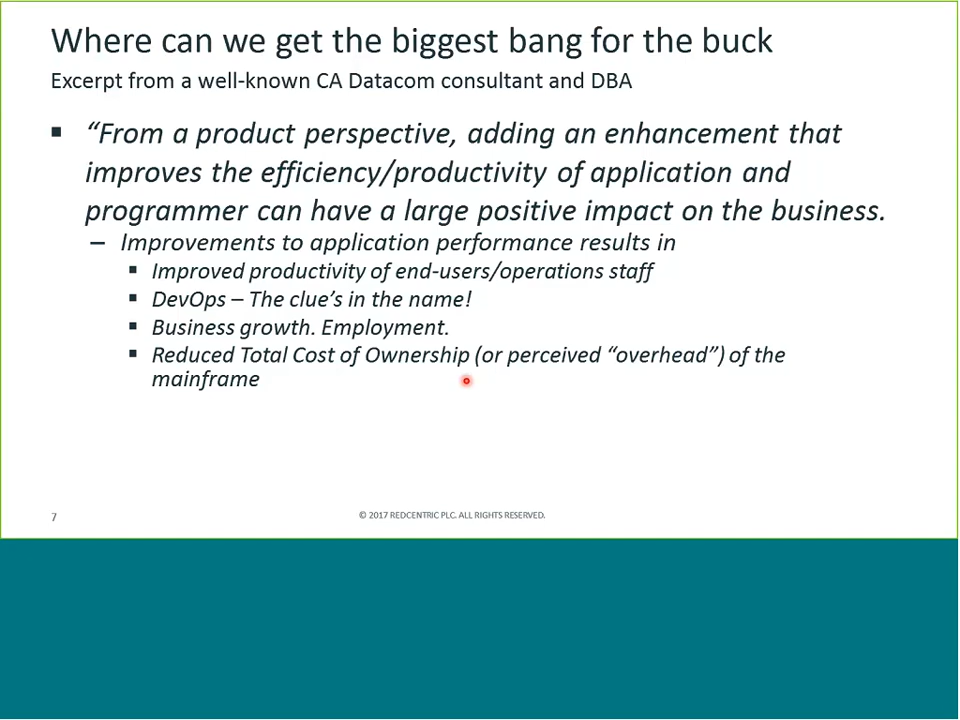 Where can we get the biggest bang for the buck
Excerpt from a well-known CA Datacom consultant and DBA
▪ “From a product perspective, adding an enhancement that
improves the efficiency/productivity of application and
programmer can have a large positive impact on the business.
– Improvements to application performance results in
▪ Improved productivity of end-users/operations staff
▪ DevOps – The clue’s in the name!
▪ Business growth. Employment.
▪ Reduced Total Cost of Ownership (or perceived “overhead”) of the
mainframe
7
© 2017 REDCENTRIC PLC. ALL RIGHTS RESERVED.